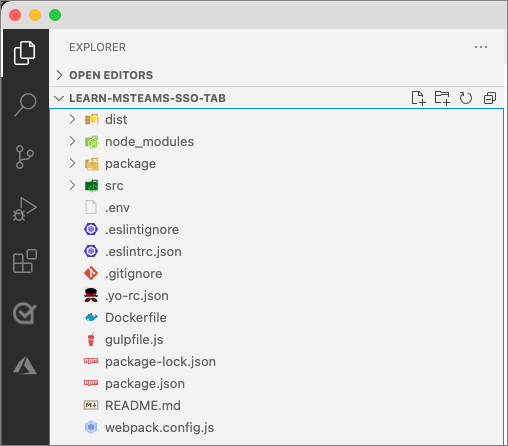 EXPLORER
OPEN EDITORS
LEARN-MSTEAMS-SSO-TAB
dist
node_modules
package
src
.env
.eslintignore
.eslintrc.json
.gitignore
.yo-rc.json
Dockerfile
gulpfile.js
package-lock.json
package.json
README.md
webpack.config.js